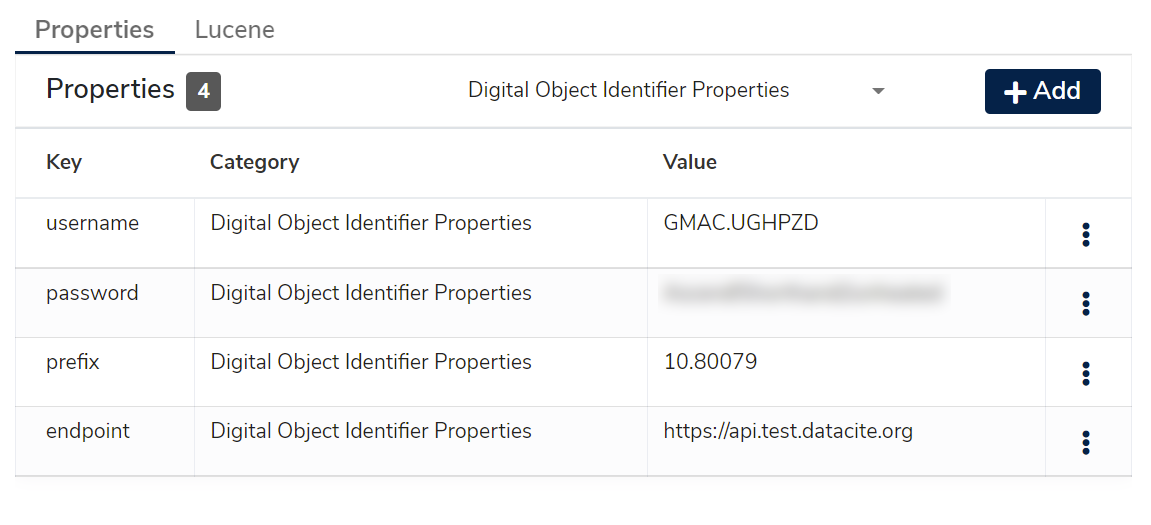 Properties Lucene
Properties 4 Digital Object Identifier Properties Add
Key Category Value
username Digital Object Identifier Properties GMAC.UGHPZD
password Digital Object Identifier Properties
prefix Digital Object Identifier Properties 10.80079
endpoint Digital Object Identifier Properties https://api.test.datacite.org